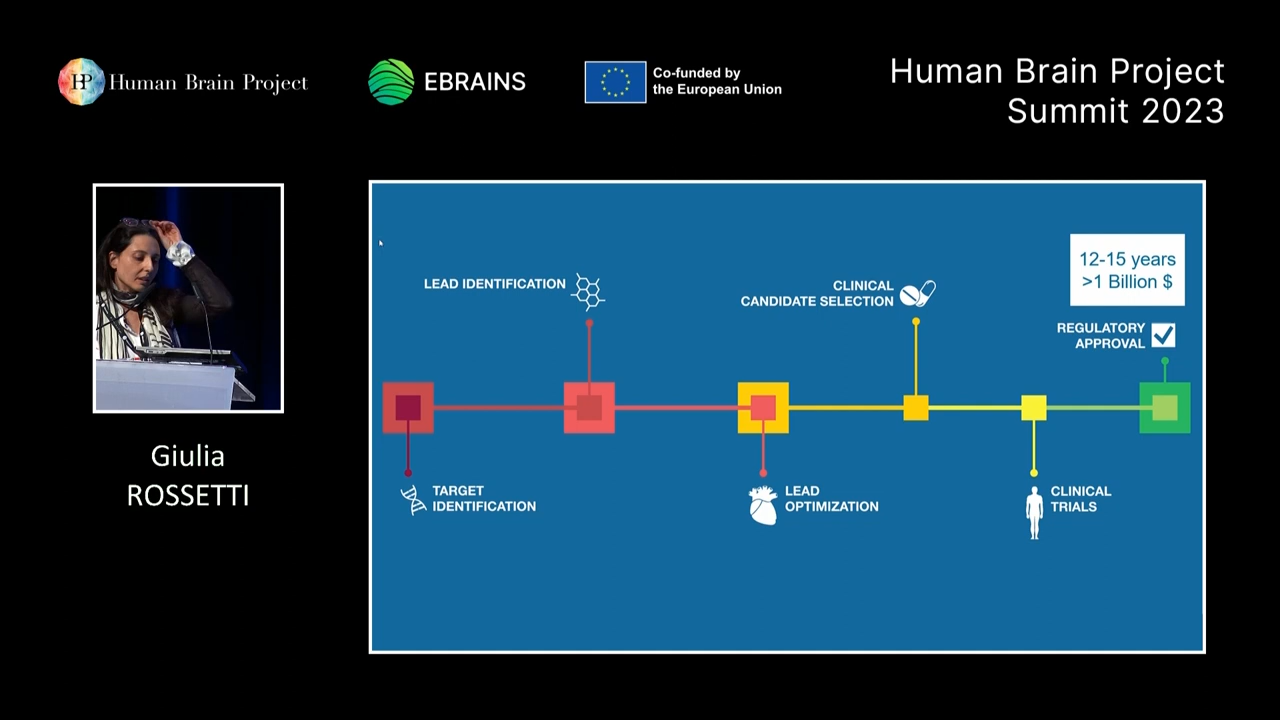 HP Human Brain Project
EBRAINS
Co-funded by
the European Union
Human Brain Project
Summit 2023
Giulia
ROSSETTI
LEAD IDENTIFICATION
CLINICAL
CANDIDATE SELECTION
12-15 years
>1 Billion $
REGULATORY
APPROVAL
TARGET
IDENTIFICATION
LEAD
OPTIMIZATION
CLINICAL
TRIALS